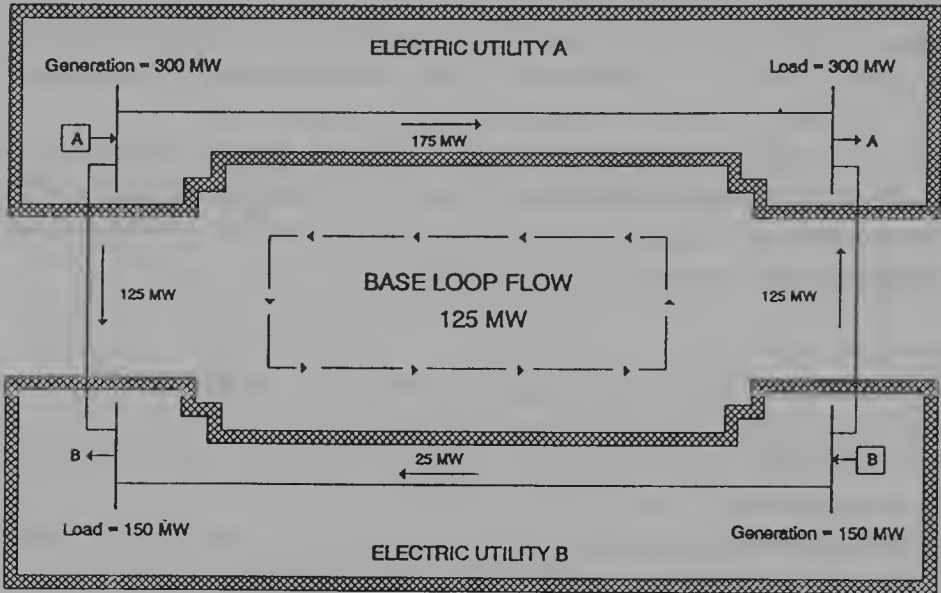 ELECTRIC UTILITY A
Generation = 300 MW
Load = 300 MW
A
175 MW
A
125 MW
BASE LOOP FLOW
125 MW
125 MW
B
25 MW
B
Load = 150 MW
Generation = 150 MW
ELECTRIC UTILITY B